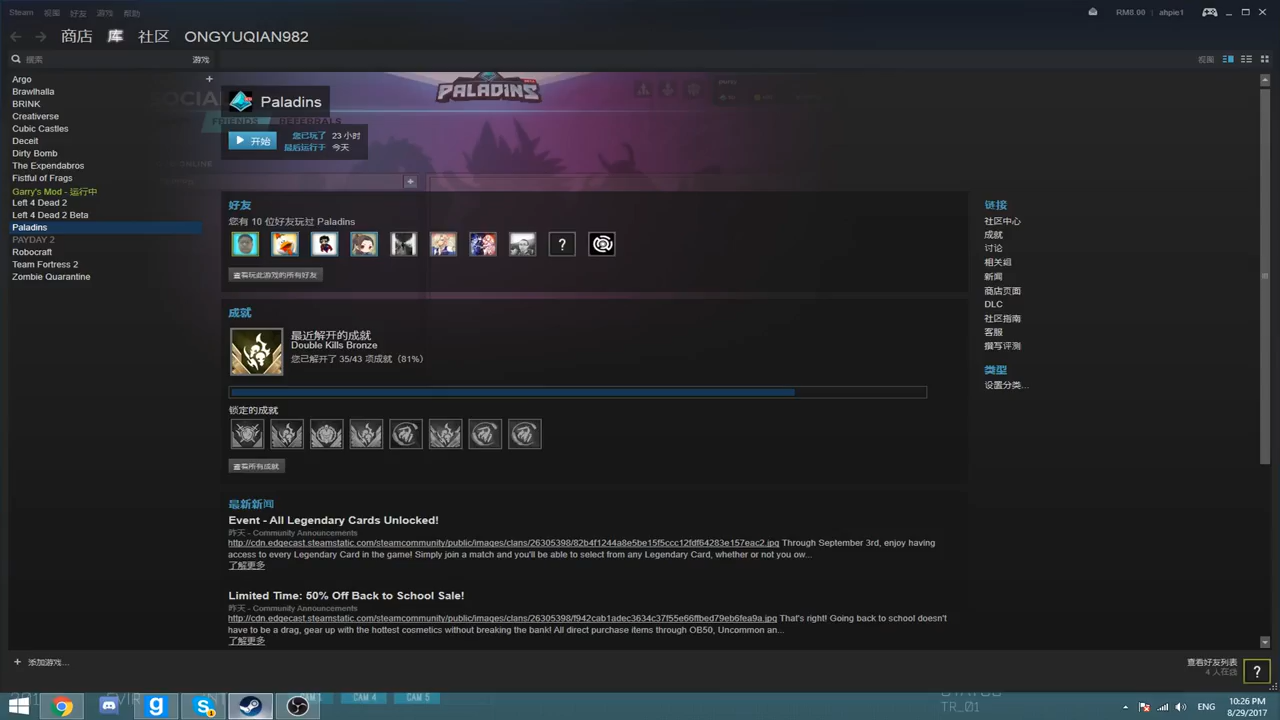 Steam 视图 好友 游戏 帮助
RM8.00 ahpie1
商店 库 社区 ONGYUQIAN982
搜索 游戏
视图
Argo
Brawlhalla
BRINK
Creativerse
Cubic Castles
Deceit
Dirty Bomb
The Expendabros
Fistful of Frags
Garry's Mod - 运行中
Left 4 Dead 2
Left 4 Dead 2 Beta
Paladins
PAYDAY 2
Robocraft
Team Fortress 2
Zombie Quarantine
PALADINS
SOCIAL
Paladins
FRIENDS REFERRALS
开始
您已玩了 23 小时
最后运行于 今天
ONLINE
好友
您有 10 位好友玩过 Paladins
查看玩此游戏的所有好友
成就
最近解开的成就
Double Kills Bronze
您已解开了 35/43 项成就（81%）
锁定的成就
查看所有成就
最新新闻
Event - All Legendary Cards Unlocked!
昨天 - Community Announcements
http://cdn.edgecast.steamstatic.com/steamcommunity/public/images/clans/26305398/82b4f1244a8e5be15f5ccc12fdf64283e157eac2.jpg Through September 3rd, enjoy having
access to every Legendary Card in the game! Simply join a match and you'll be able to select from any Legendary Card, whether or not you ow...
了解更多
Limited Time: 50% Off Back to School Sale!
昨天 - Community Announcements
http://cdn.edgecast.steamstatic.com/steamcommunity/public/images/clans/26305398/f942cab1adec3634c37f55e66ffbed79eb6fea9a.jpg That's right! Going back to school doesn't
have to be a drag, gear up with the hottest cosmetics without breaking the bank! All direct purchase items through OB50, Uncommon an...
了解更多
链接
社区中心
成就
讨论
相关组
新闻
商店页面
DLC
社区指南
客服
撰写评测
类型
设置分类...
添加游戏...
查看好友列表
4 人在线
CAM 4 CAM 5
TR_01
ENG
10:26 PM
8/29/2017